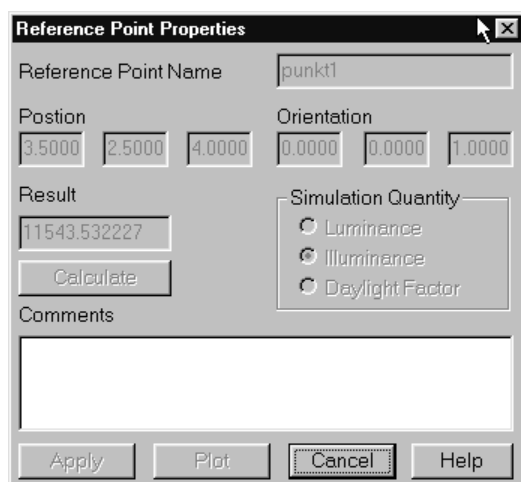 Reference Point Properties
Reference Point Name
punkt1
Postion
Orientation
3.5000 2.5000 4.0000
0.0000 0.0000 1.0000
Result
11543.532227
Simulation Quantity
Luminance
Illuminance
Daylight Factor
Calculate
Comments
Apply
Plot
Cancel
Help